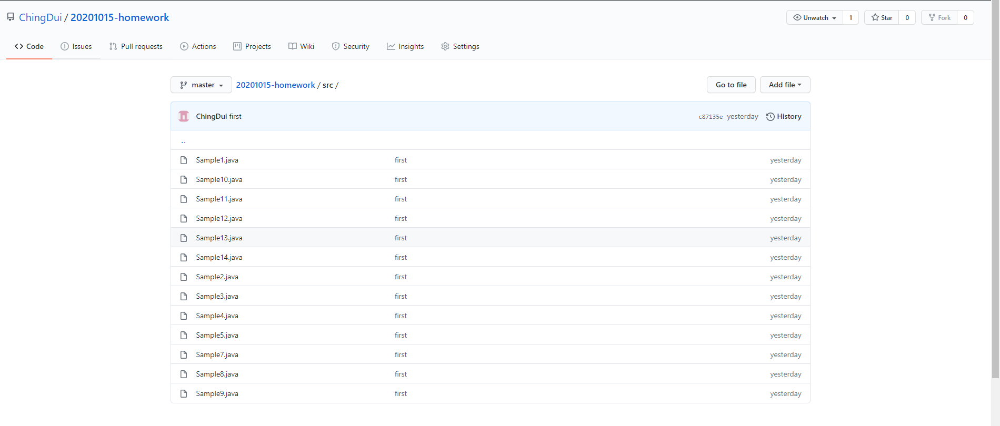 ChingDui / 20201015-homework
Unwatch 1 Star 0 Fork 0
Code Issues Pull requests Actions Projects Wiki Security Insights Settings
master 20201015-homework / src / Go to file Add file
ChingDui first c87135e yesterday History
..
Sample1.java first yesterday
Sample10.java first yesterday
Sample11.java first yesterday
Sample12.java first yesterday
Sample13.java first yesterday
Sample14.java first yesterday
Sample2.java first yesterday
Sample3.java first yesterday
Sample4.java first yesterday
Sample5.java first yesterday
Sample7.java first yesterday
Sample8.java first yesterday
Sample9.java first yesterday